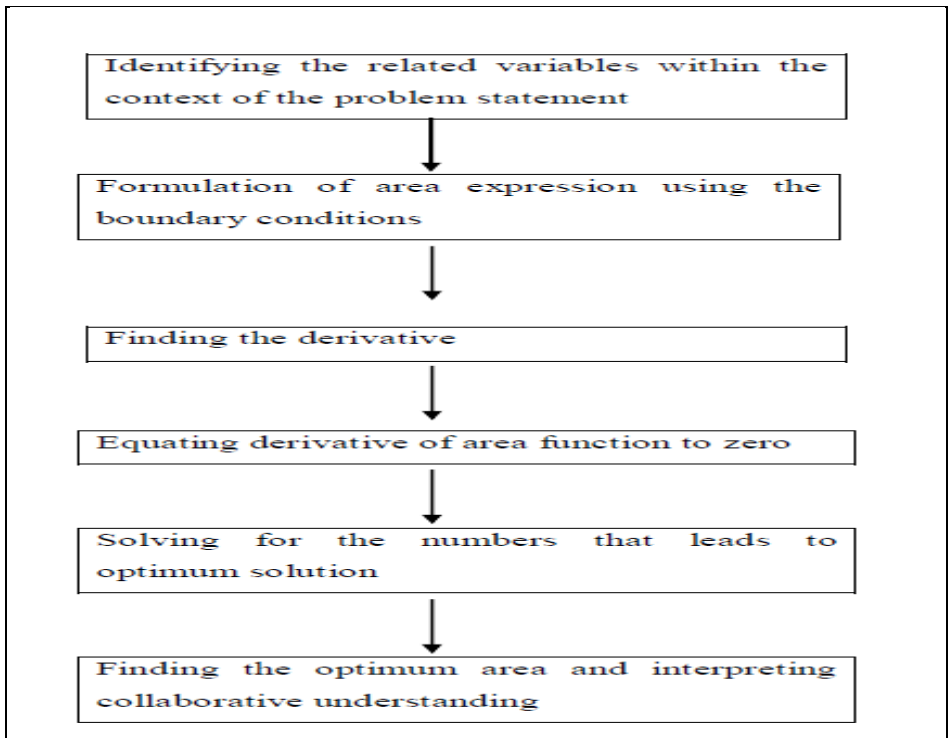 Identifying the related variables within the
context of the problem statement
Formulation of area expression using the
boundary conditions
Finding the derivative
Equating derivative of area function to zero
Solving for the numbers that leads to
optimum solution
Finding the optimum area and interpreting
collaborative understanding